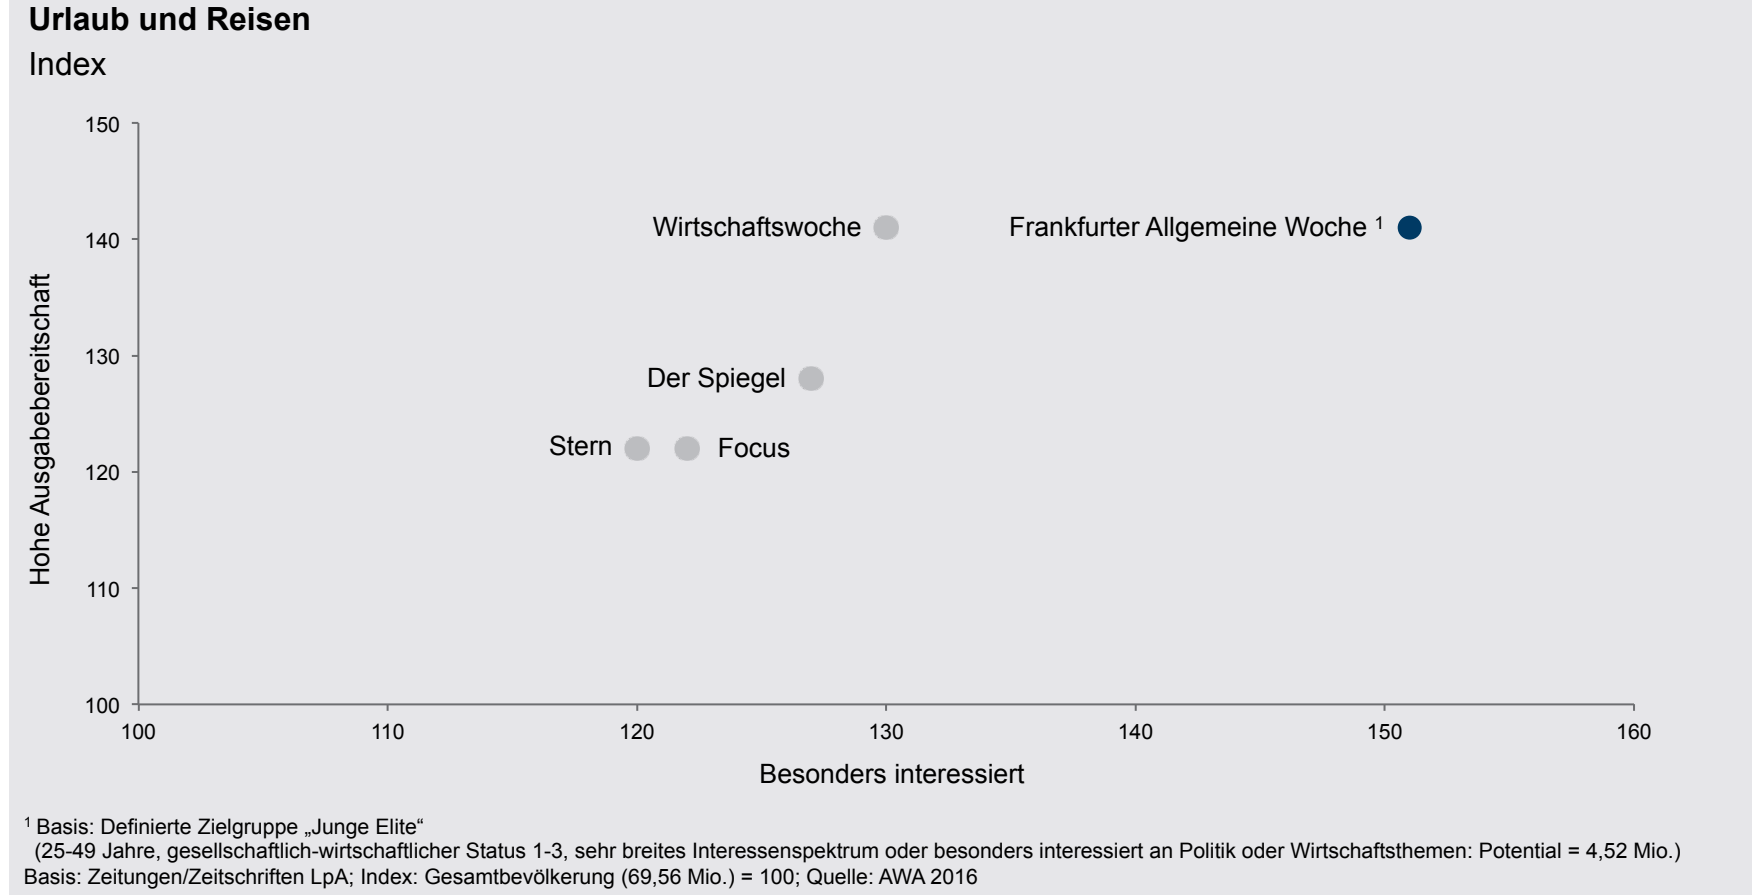 Urlaub und Reisen
Index
150
140
130
120
110
100
Hohe Ausgabebereitschaft
Wirtschaftswoche
Frankfurter Allgemeine Woche ¹
Der Spiegel
Stern
Focus
100
110
120
130
140
150
160
Besonders interessiert
¹ Basis: Definierte Zielgruppe „Junge Elite“
(25-49 Jahre, gesellschaftlich-wirtschaftlicher Status 1-3, sehr breites Interessenspektrum oder besonders interessiert an Politik oder Wirtschaftsthemen: Potential = 4,52 Mio.)
Basis: Zeitungen/Zeitschriften LpA; Index: Gesamtbevölkerung (69,56 Mio.) = 100; Quelle: AWA 2016